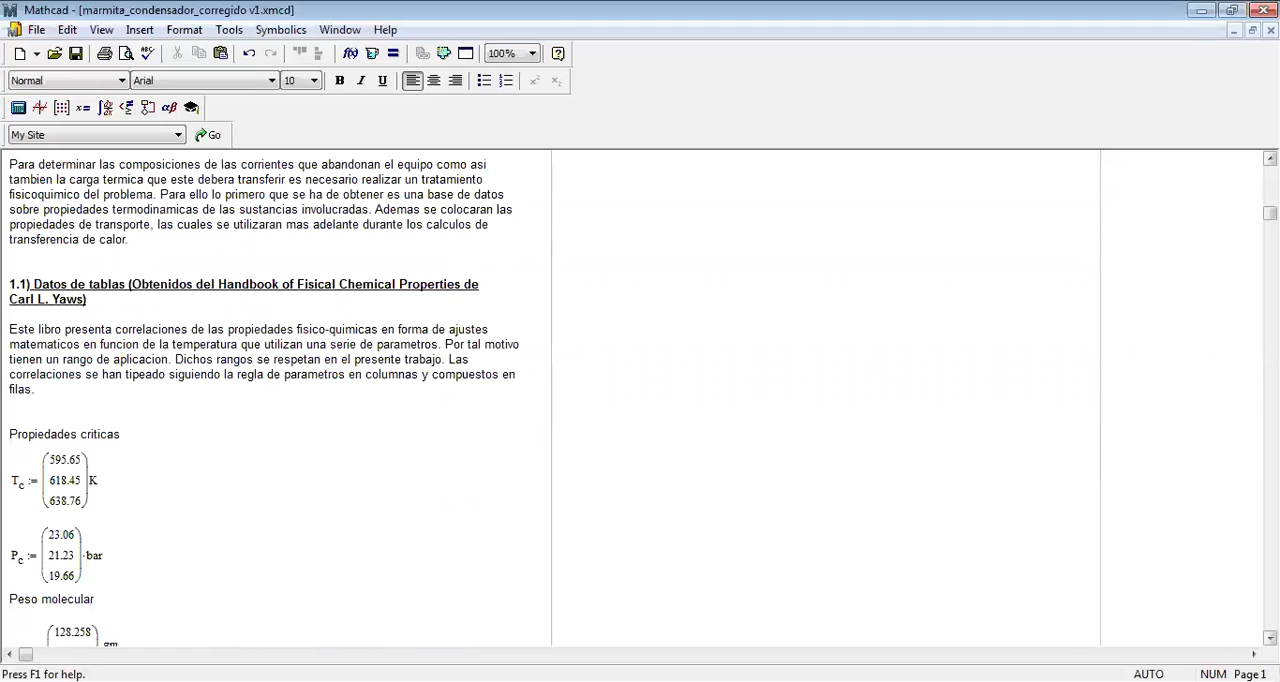 Mathcad - [marmita_condensador_corregido v1.xmcd]
File Edit View Insert Format Tools Symbolics Window Help
100%
Normal Arial 10 B I U
My Site Go
Para determinar las composiciones de las corrientes que abandonan el equipo como asi
tambien la carga termica que este debera transferir es necesario realizar un tratamiento
fisicoquimico del problema. Para ello lo primero que se ha de obtener es una base de datos
sobre propiedades termodinamicas de las sustancias involucradas. Ademas se colocaran las
propiedades de transporte, las cuales se utilizaran mas adelante durante los calculos de
transferencia de calor.
1.1) Datos de tablas (Obtenidos del Handbook of Fisical Chemical Properties de
Carl L. Yaws)
Este libro presenta correlaciones de las propiedades fisico-quimicas en forma de ajustes
matematicos en funcion de la temperatura que utilizan una serie de parametros. Por tal motivo
tienen un rango de aplicacion. Dichos rangos se respetan en el presente trabajo. Las
correlaciones se han tipeado siguiendo la regla de parametros en columnas y compuestos en
filas.
Propiedades criticas
595.65
Tc := 618.45 K
638.76
23.06
Pc := 21.23 ·bar
19.66
Peso molecular
128.258
gm
Press F1 for help. AUTO NUM Page 1